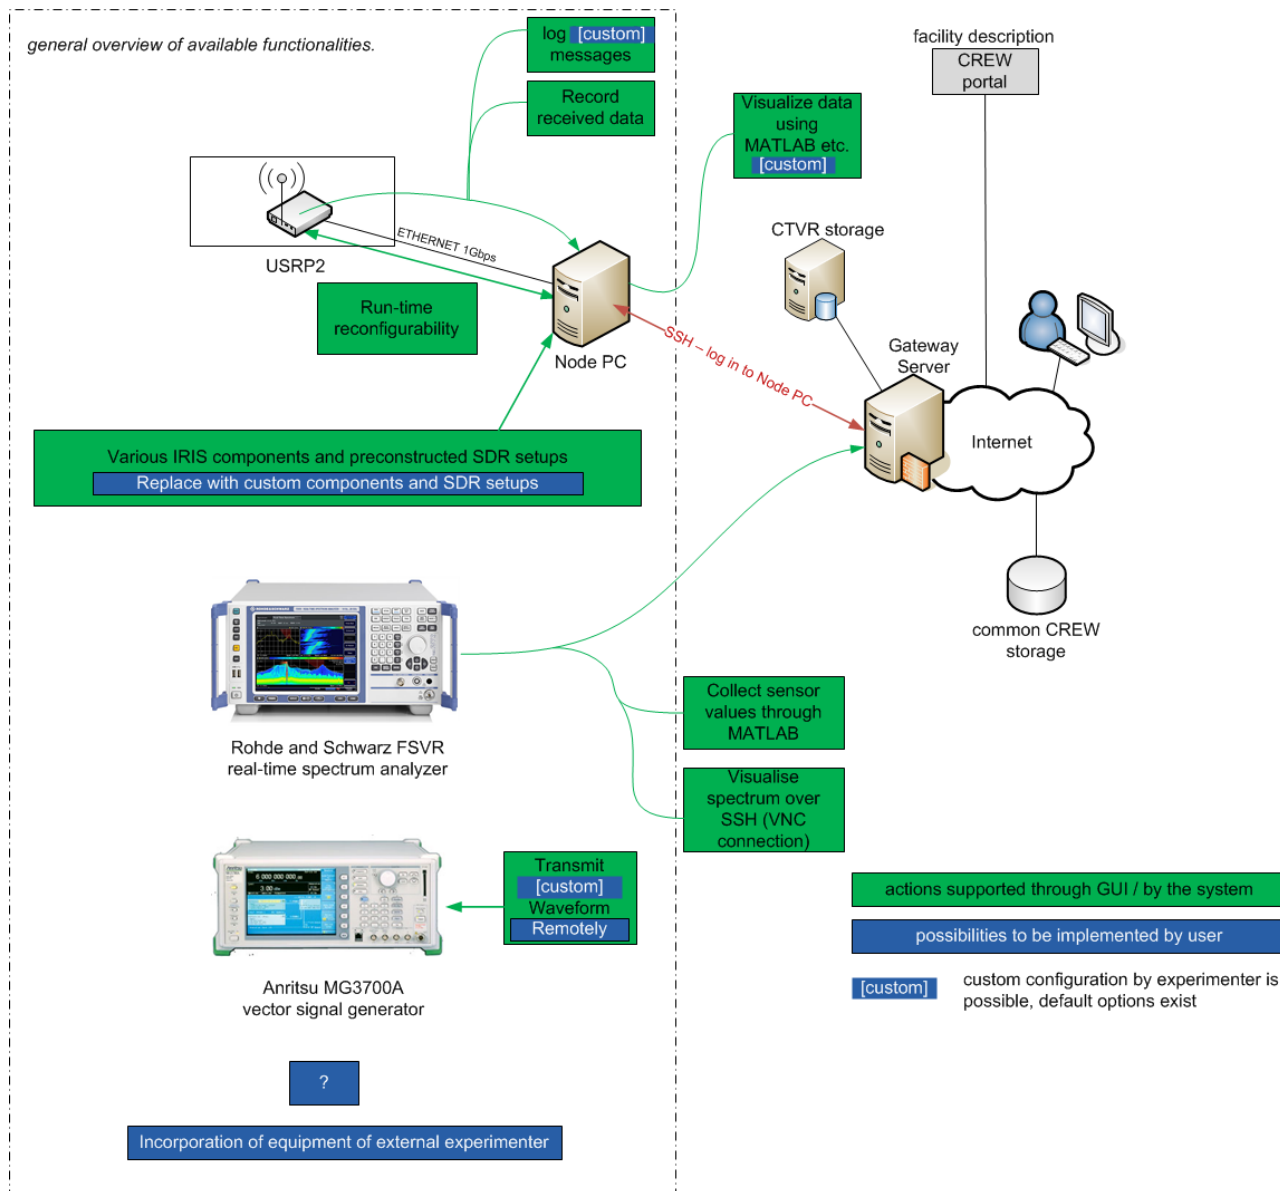 general overview of available functionalities.
log [custom]
messages
Record
received data
facility description
CREW
portal
Visualize data
using
MATLAB etc.
[custom]
USRP2
ETHERNET 1Gbps
Run-time
reconfigurability
Node PC
CTVR storage
SSH – log in to Node PC
Gateway
Server
Internet
Various IRIS components and preconstructed SDR setups
Replace with custom components and SDR setups
common CREW
storage
Rohde and Schwarz FSVR
real-time spectrum analyzer
Collect sensor
values through
MATLAB
Visualise
spectrum over
SSH (VNC
connection)
Transmit
[custom]
Waveform
Remotely
Anritsu MG3700A
vector signal generator
actions supported through GUI / by the system
possibilities to be implemented by user
[custom]
custom configuration by experimenter is
possible, default options exist
?
Incorporation of equipment of external experimenter